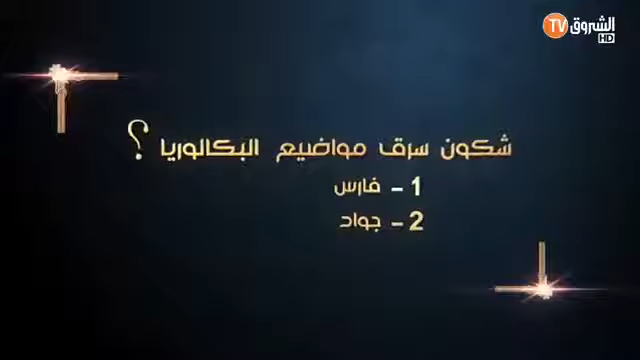 الشروق TV
HD
شكون سرق مواضيع البكالوريا ؟
1 - فارس
2 - جواد